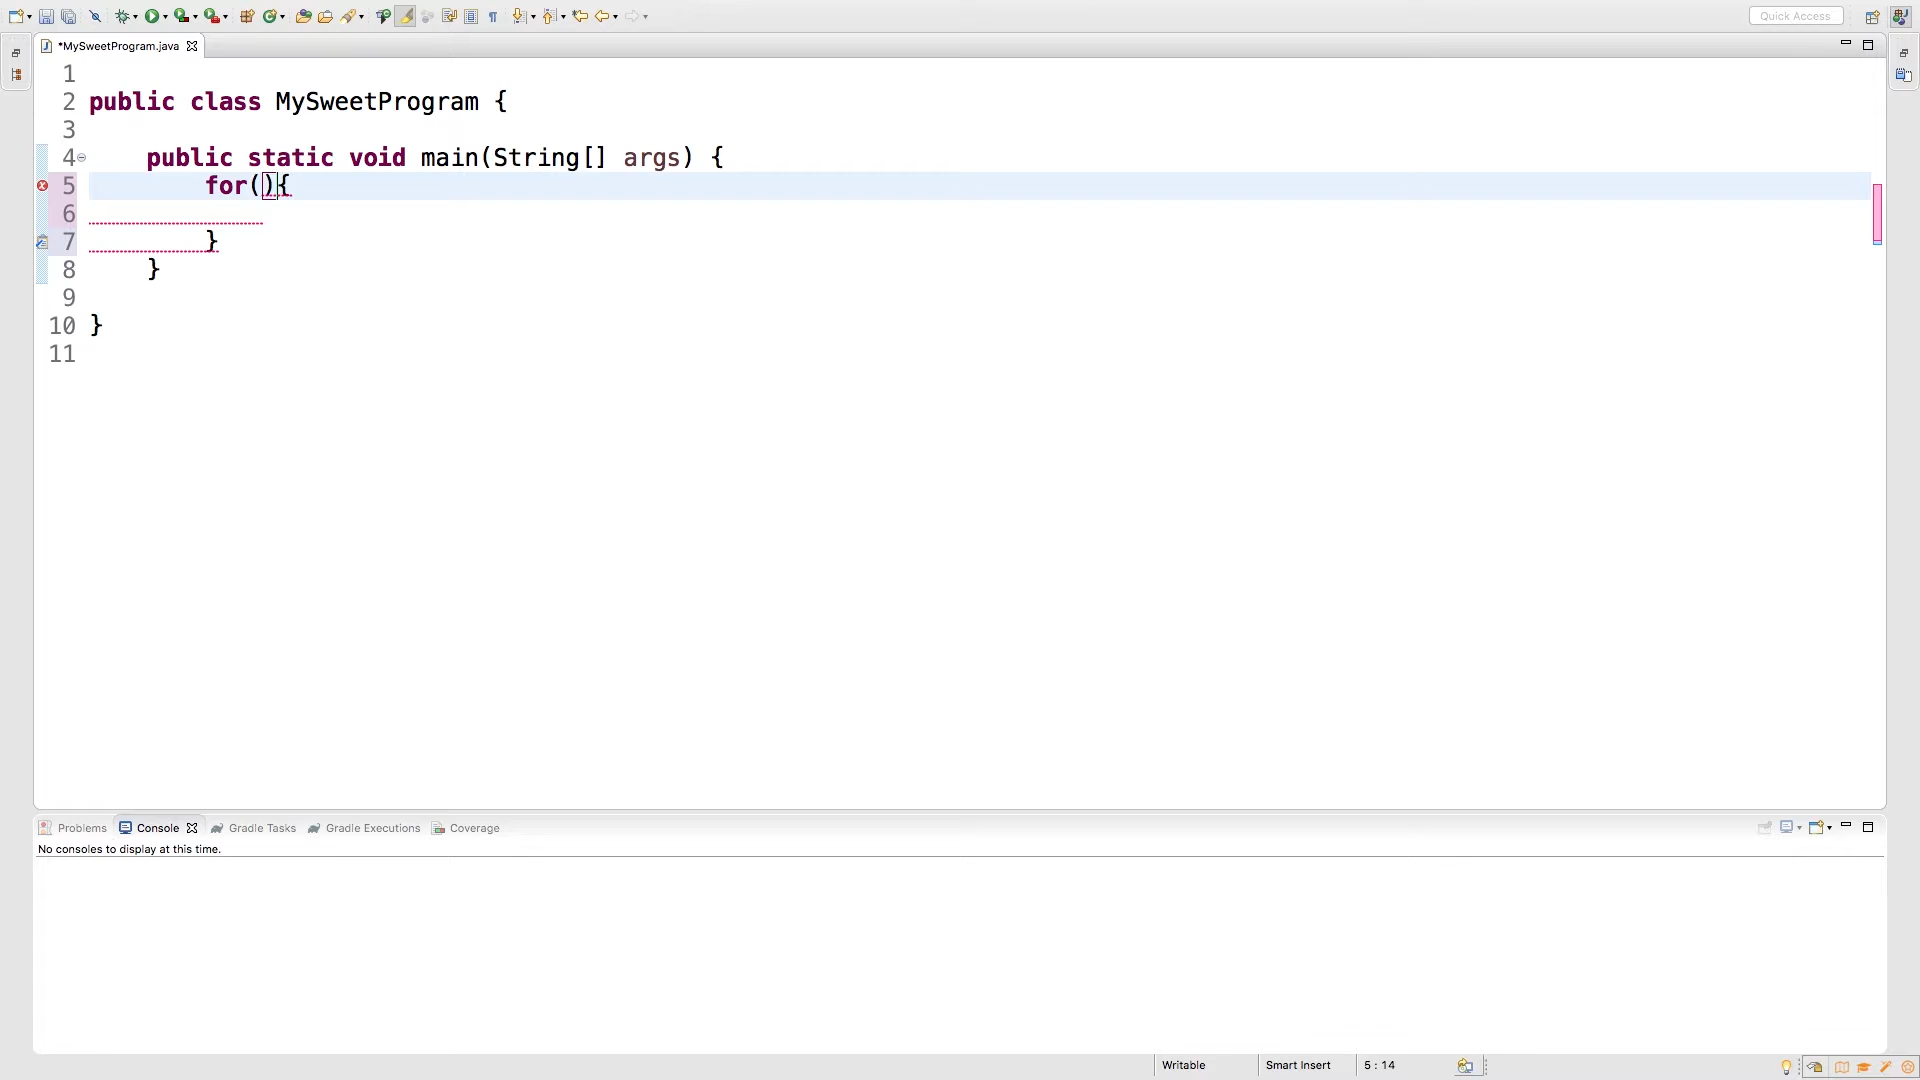 Quick Access
*MySweetProgram.java
1
2 public class MySweetProgram {
3
4 public static void main(String[] args) {
5 for(){
6
7 }
8 }
9
10 }
11
Problems Console Gradle Tasks Gradle Executions Coverage
No consoles to display at this time.
Writable Smart Insert 5 : 14